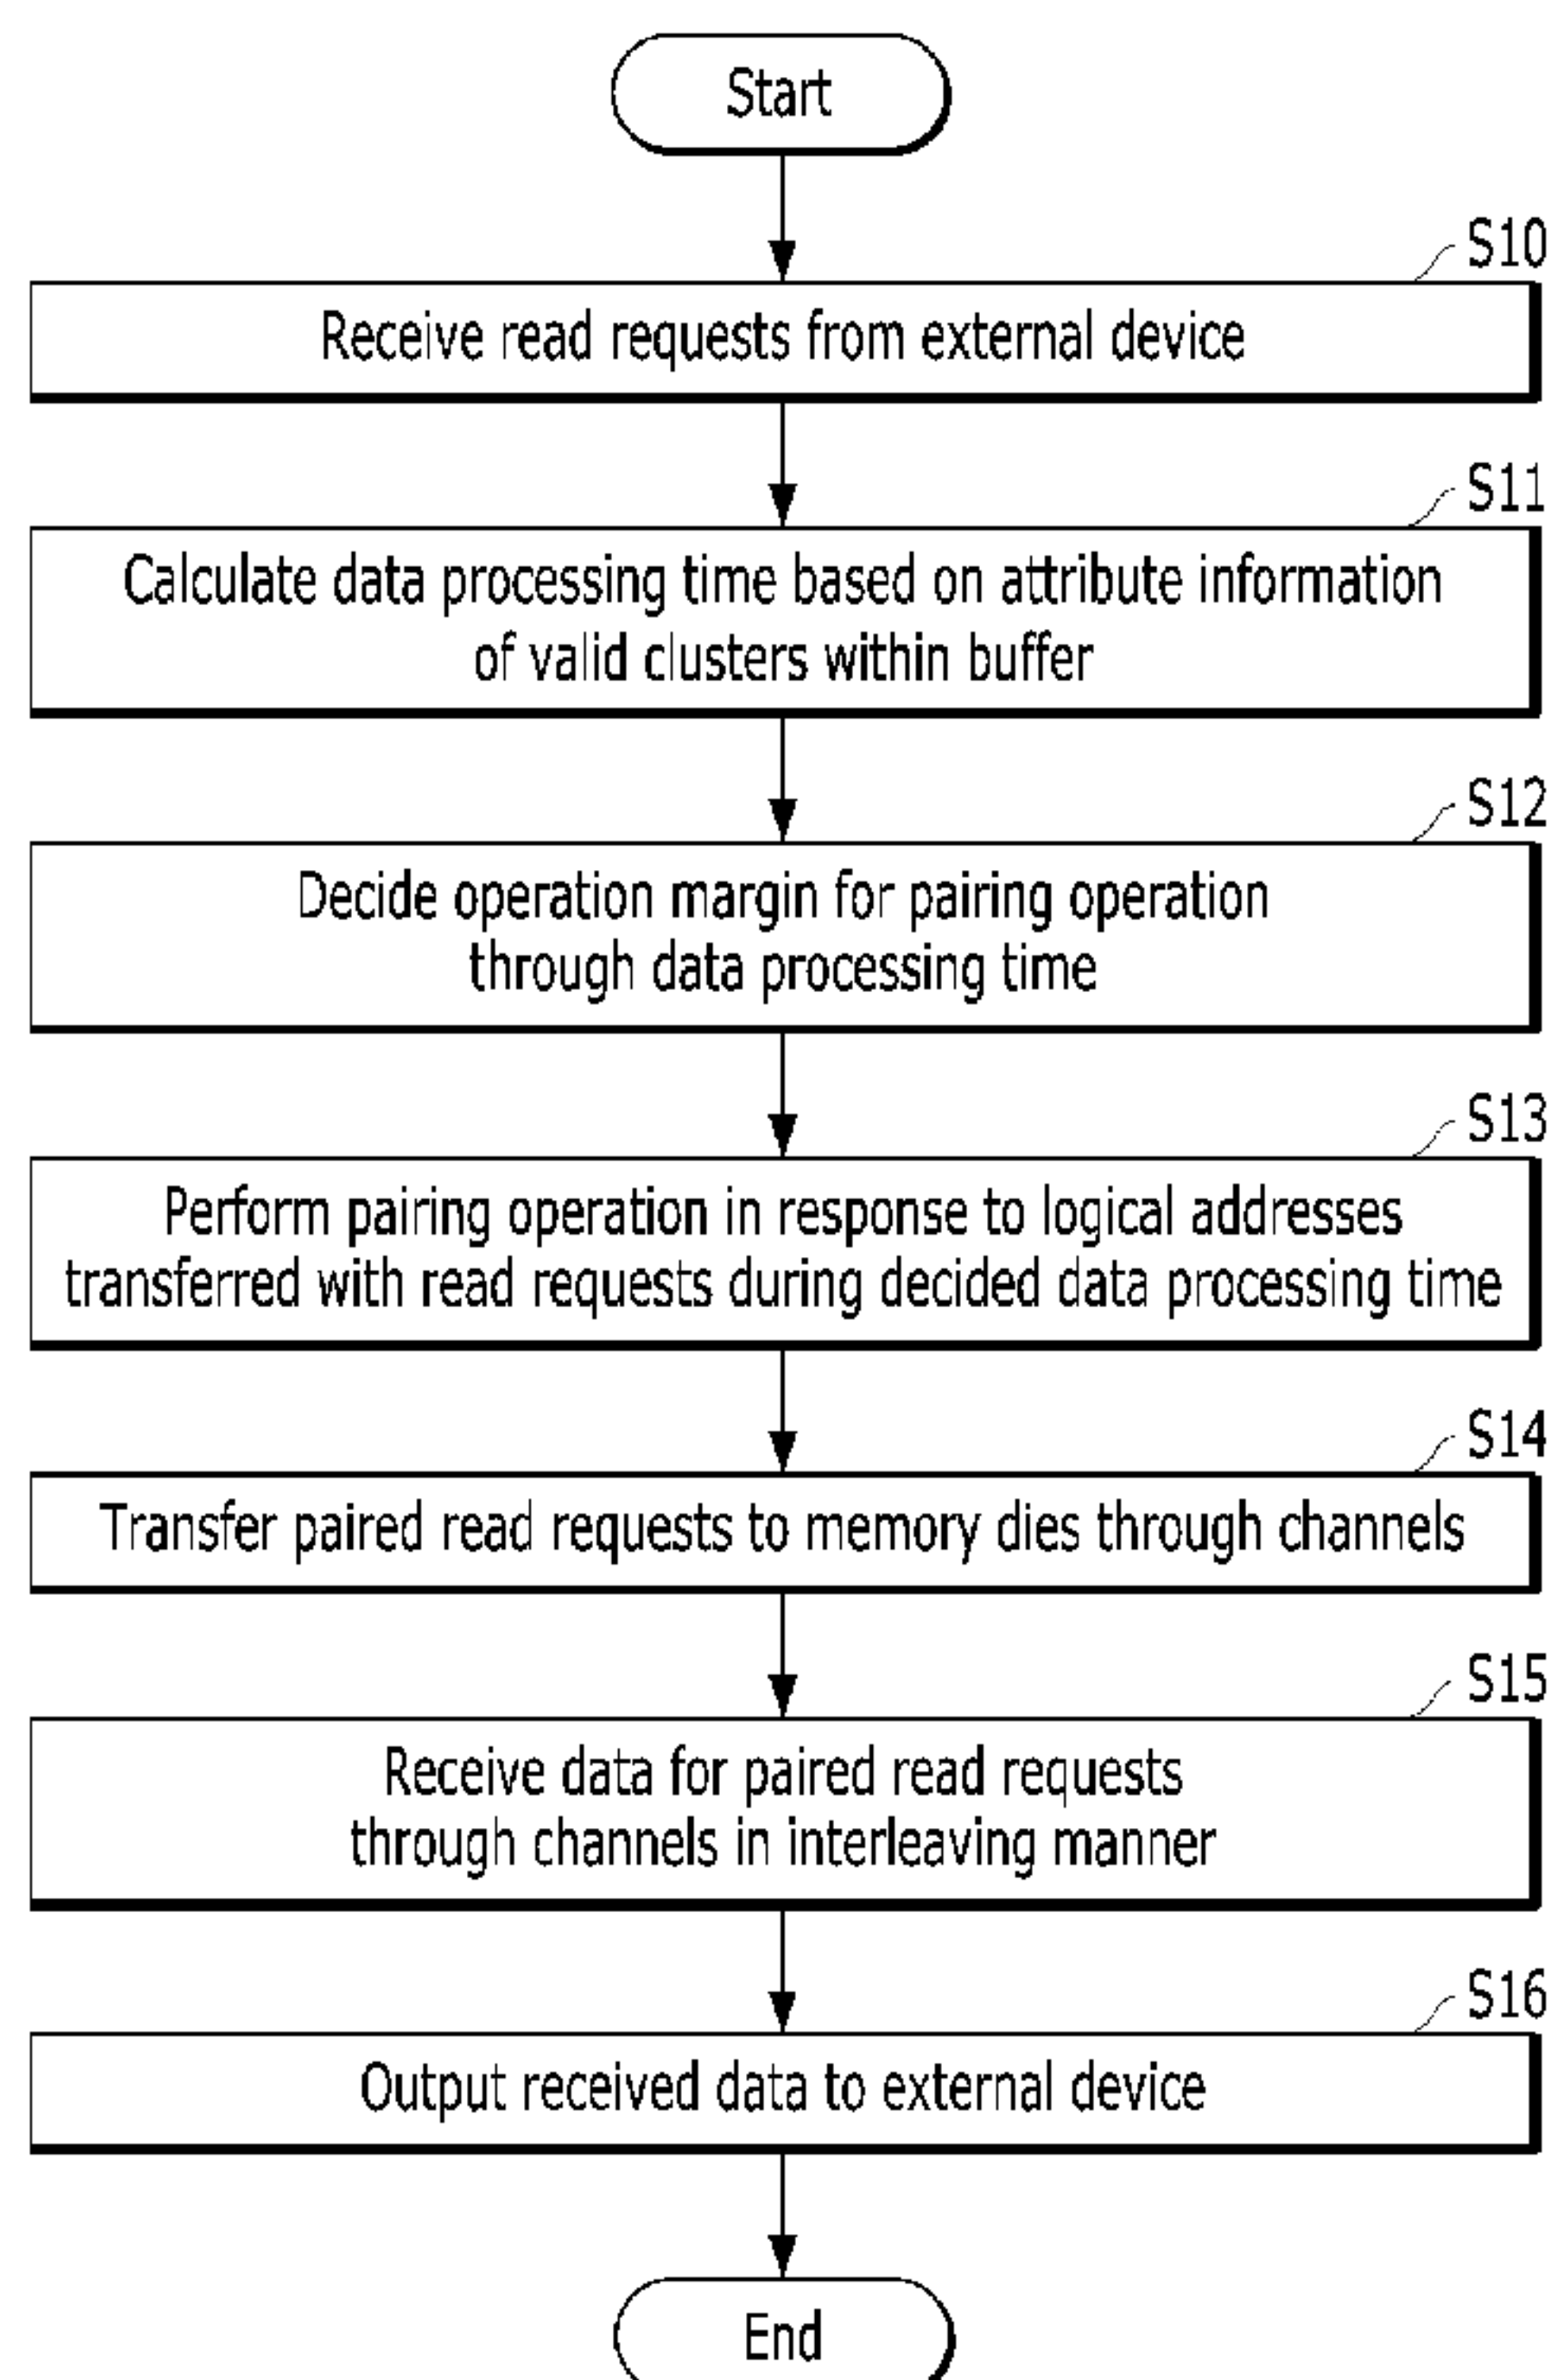 Start
S10
Receive read requests from external device
S11
Calculate data processing time based on attribute information
of valid clusters within buffer
S12
Decide operation margin for pairing operation
through data processing time
S13
Perform pairing operation in response to logical addresses
transferred with read requests during decided data processing time
S14
Transfer paired read requests to memory dies through channels
S15
Receive data for paired read requests
through channels in interleaving manner
S16
Output received data to external device
End